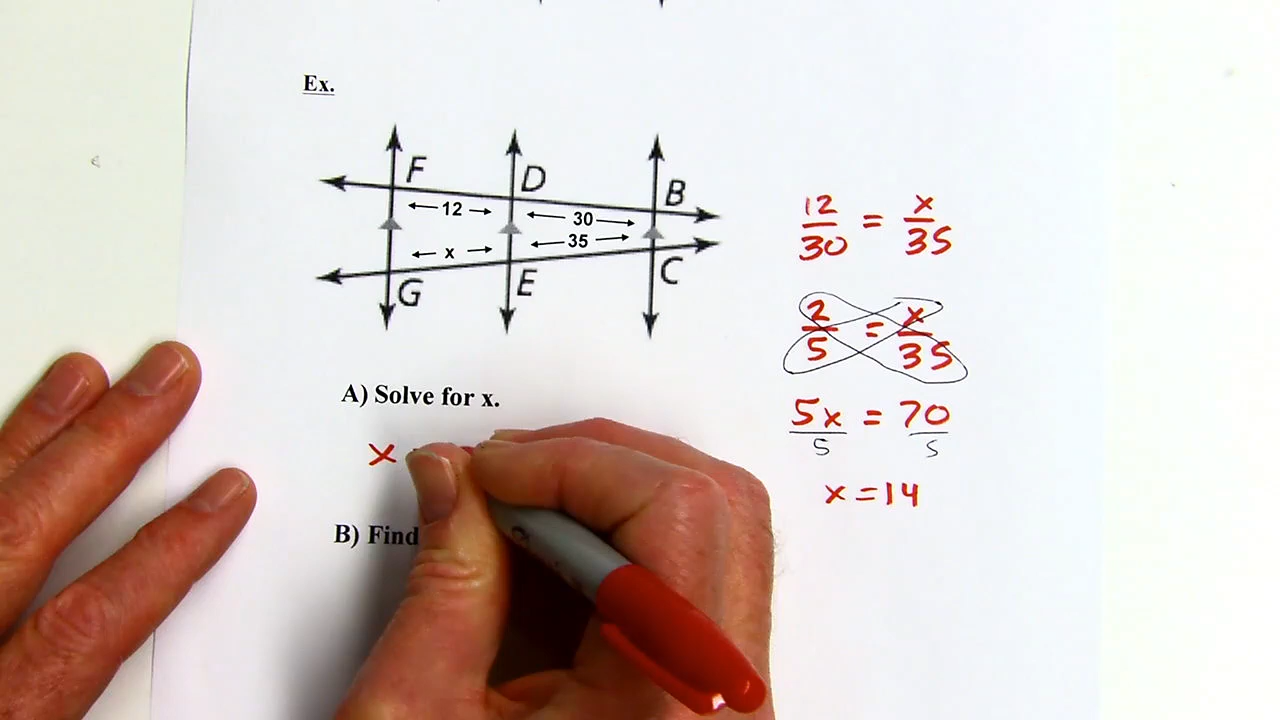 Ex.
F D B
12 30
x 35
G E C
A) Solve for x.
x
B) Find
12/30 = x/35
2/5 = x/35
5x/5 = 70/5
x = 14